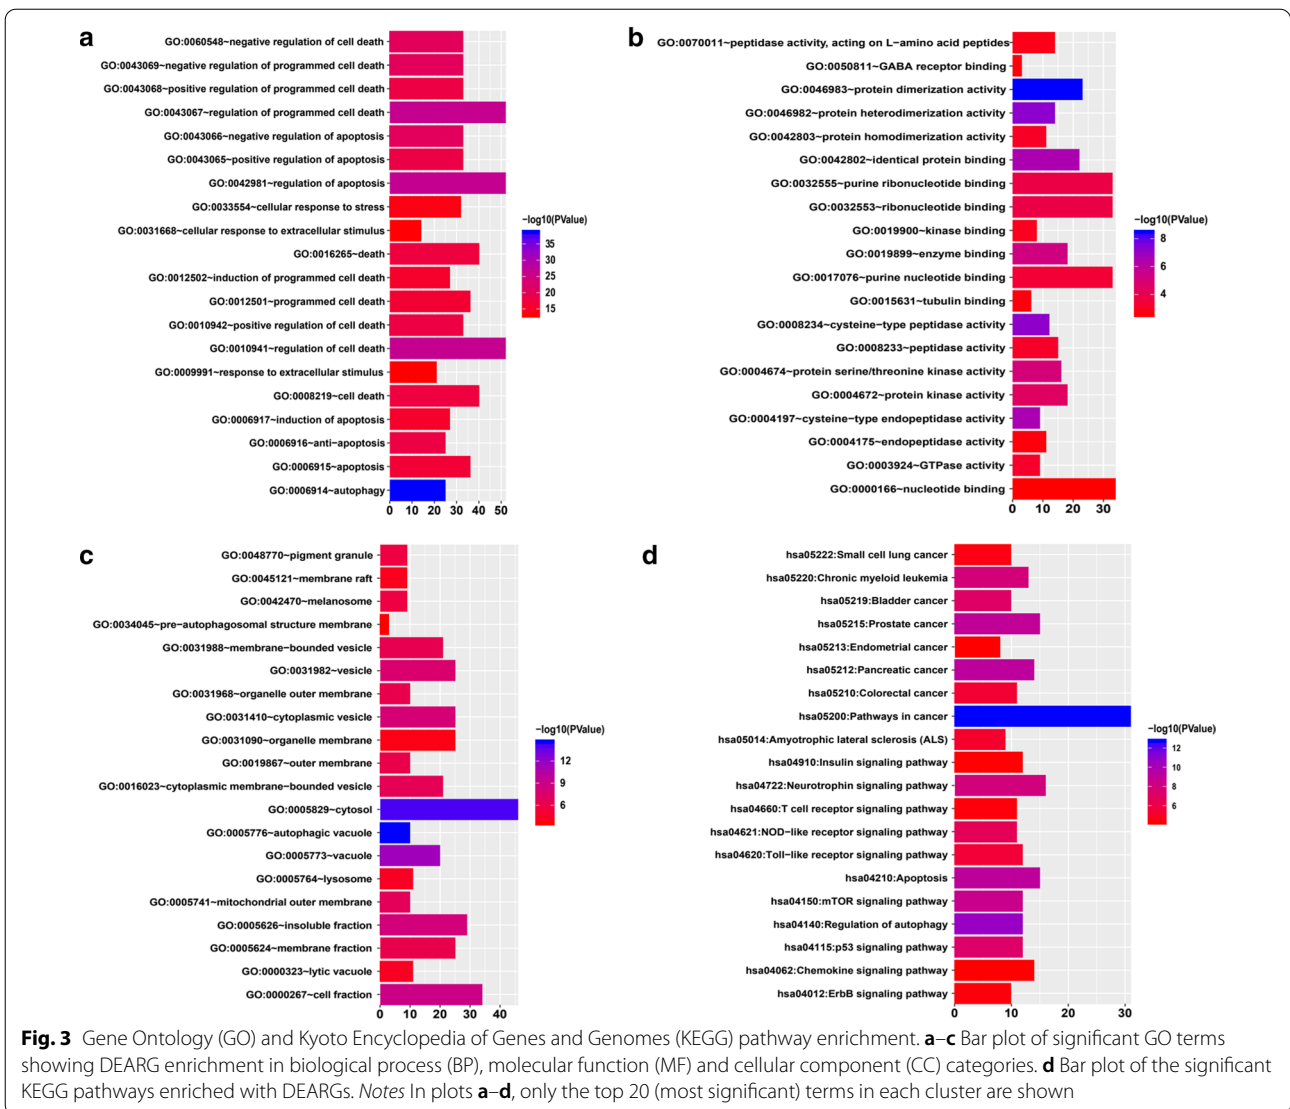 a
GO:0060548~negative regulation of cell death
GO:0043069~negative regulation of programmed cell death
GO:0043068~positive regulation of programmed cell death
GO:0043067~regulation of programmed cell death
GO:0043066~negative regulation of apoptosis
GO:0043065~positive regulation of apoptosis
GO:0042981~regulation of apoptosis
GO:0033554~cellular response to stress
GO:0031668~cellular response to extracellular stimulus
GO:0016265~death
GO:0012502~induction of programmed cell death
GO:0012501~programmed cell death
GO:0010942~positive regulation of cell death
GO:0010941~regulation of cell death
GO:0009991~response to extracellular stimulus
GO:0008219~cell death
GO:0006917~induction of apoptosis
GO:0006916~anti−apoptosis
GO:0006915~apoptosis
GO:0006914~autophagy
0 10 20 30 40 50
−log10(PValue)
35
30
25
20
15
b
GO:0070011~peptidase activity, acting on L−amino acid peptides
GO:0050811~GABA receptor binding
GO:0046983~protein dimerization activity
GO:0046982~protein heterodimerization activity
GO:0042803~protein homodimerization activity
GO:0042802~identical protein binding
GO:0032555~purine ribonucleotide binding
GO:0032553~ribonucleotide binding
GO:0019900~kinase binding
GO:0019899~enzyme binding
GO:0017076~purine nucleotide binding
GO:0015631~tubulin binding
GO:0008234~cysteine−type peptidase activity
GO:0008233~peptidase activity
GO:0004674~protein serine/threonine kinase activity
GO:0004672~protein kinase activity
GO:0004197~cysteine−type endopeptidase activity
GO:0004175~endopeptidase activity
GO:0003924~GTPase activity
GO:0000166~nucleotide binding
0 10 20 30
−log10(PValue)
8
6
4
c
GO:0048770~pigment granule
GO:0045121~membrane raft
GO:0042470~melanosome
GO:0034045~pre−autophagosomal structure membrane
GO:0031988~membrane−bounded vesicle
GO:0031982~vesicle
GO:0031968~organelle outer membrane
GO:0031410~cytoplasmic vesicle
GO:0031090~organelle membrane
GO:0019867~outer membrane
GO:0016023~cytoplasmic membrane−bounded vesicle
GO:0005829~cytosol
GO:0005776~autophagic vacuole
GO:0005773~vacuole
GO:0005764~lysosome
GO:0005741~mitochondrial outer membrane
GO:0005626~insoluble fraction
GO:0005624~membrane fraction
GO:0000323~lytic vacuole
GO:0000267~cell fraction
0 10 20 30 40
−log10(PValue)
12
9
6
d
hsa05222:Small cell lung cancer
hsa05220:Chronic myeloid leukemia
hsa05219:Bladder cancer
hsa05215:Prostate cancer
hsa05213:Endometrial cancer
hsa05212:Pancreatic cancer
hsa05210:Colorectal cancer
hsa05200:Pathways in cancer
hsa05014:Amyotrophic lateral sclerosis (ALS)
hsa04910:Insulin signaling pathway
hsa04722:Neurotrophin signaling pathway
hsa04660:T cell receptor signaling pathway
hsa04621:NOD−like receptor signaling pathway
hsa04620:Toll−like receptor signaling pathway
hsa04210:Apoptosis
hsa04150:mTOR signaling pathway
hsa04140:Regulation of autophagy
hsa04115:p53 signaling pathway
hsa04062:Chemokine signaling pathway
hsa04012:ErbB signaling pathway
0 10 20 30
−log10(PValue)
12
10
8
6
Fig. 3 Gene Ontology (GO) and Kyoto Encyclopedia of Genes and Genomes (KEGG) pathway enrichment. a–c Bar plot of significant GO terms
showing DEARG enrichment in biological process (BP), molecular function (MF) and cellular component (CC) categories. d Bar plot of the significant
KEGG pathways enriched with DEARGs. Notes In plots a–d, only the top 20 (most significant) terms in each cluster are shown